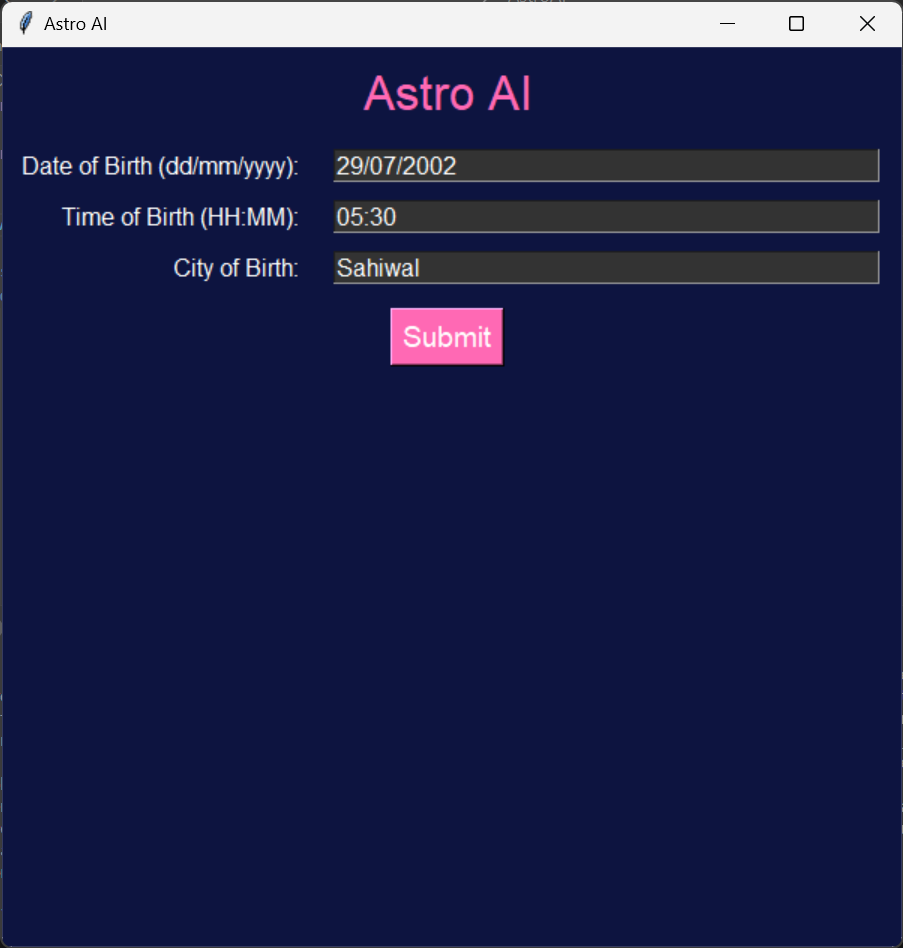 Astro AI
Astro AI
Date of Birth (dd/mm/yyyy): 29/07/2002
Time of Birth (HH:MM): 05:30
City of Birth: Sahiwal
Submit